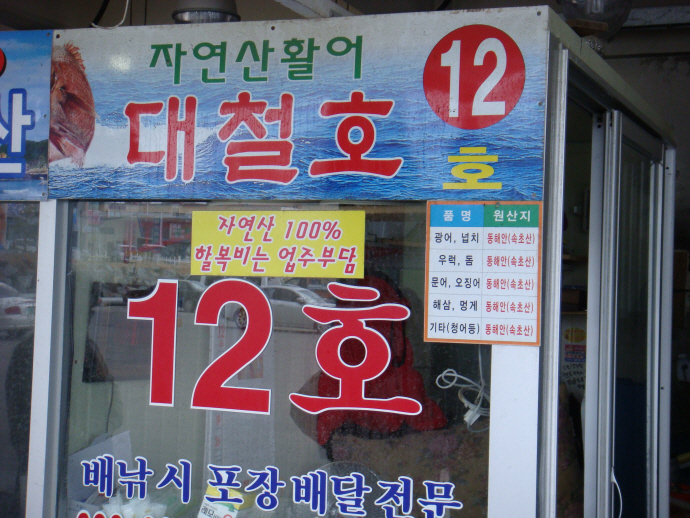 산
자연산활어
대철호
12
호
자연산 100%
할복비는 업주부담
품 명 원산지
광어, 넙치 동해안(속초산)
우럭, 돔 동해안(속초산)
문어, 오징어 동해안(속초산)
해삼, 멍게 동해안(속초산)
기타(청어등) 동해안(속초산)
12호
배낚시 포장배달전문